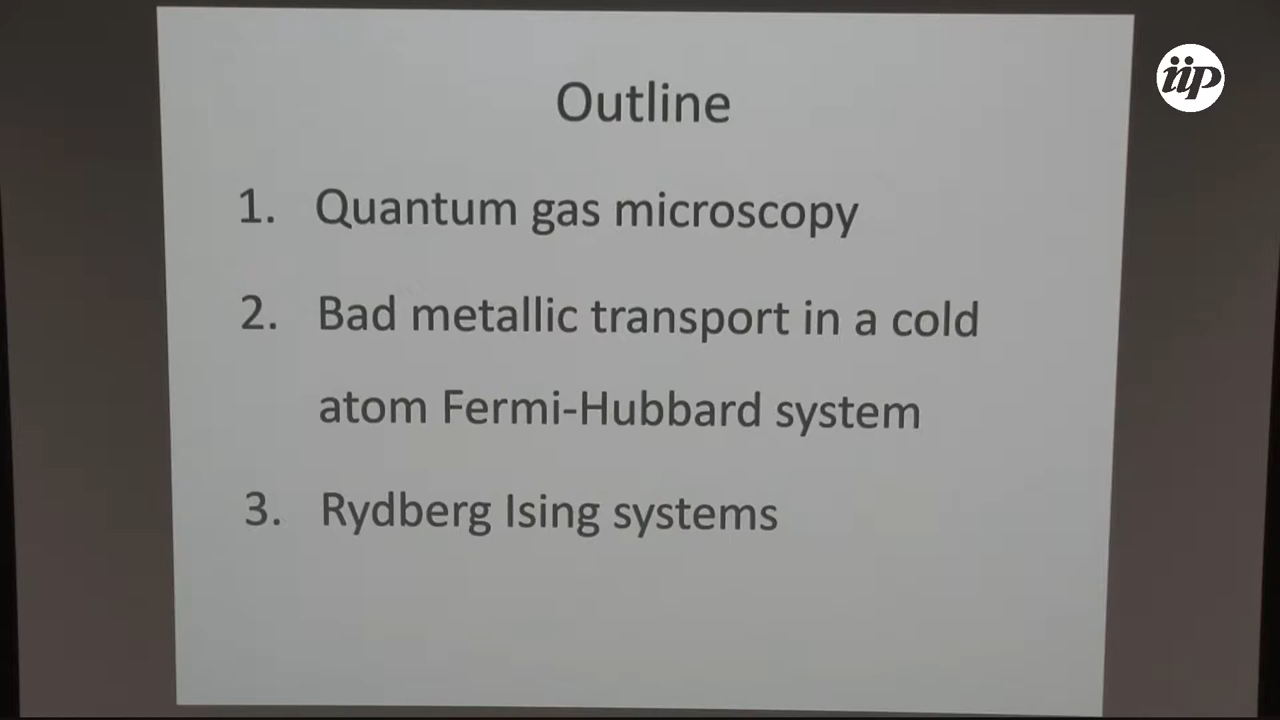 Outline
iip
1. Quantum gas microscopy
2. Bad metallic transport in a cold
atom Fermi-Hubbard system
3. Rydberg Ising systems